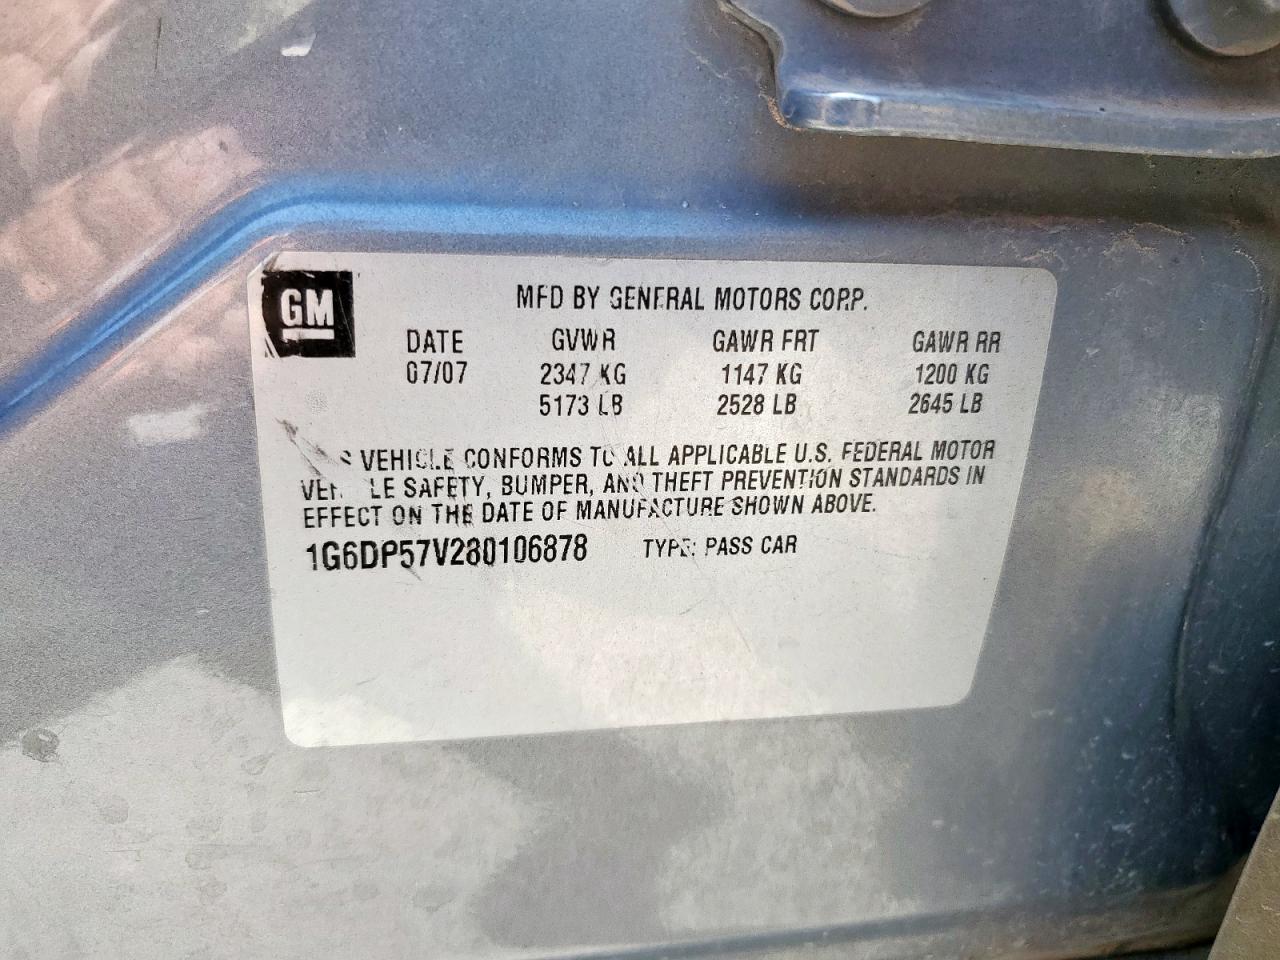 GM
MFD BY GENERAL MOTORS CORP.
DATE GVWR GAWR FRT GAWR RR
07/07 2347 KG 1147 KG 1200 KG
5173 LB 2528 LB 2645 LB
VEHICLE CONFORMS TO ALL APPLICABLE U.S. FEDERAL MOTOR
VEHICLE SAFETY, BUMPER, AND THEFT PREVENTION STANDARDS IN
EFFECT ON THE DATE OF MANUFACTURE SHOWN ABOVE.
1G6DP57V280106878 TYPE: PASS CAR